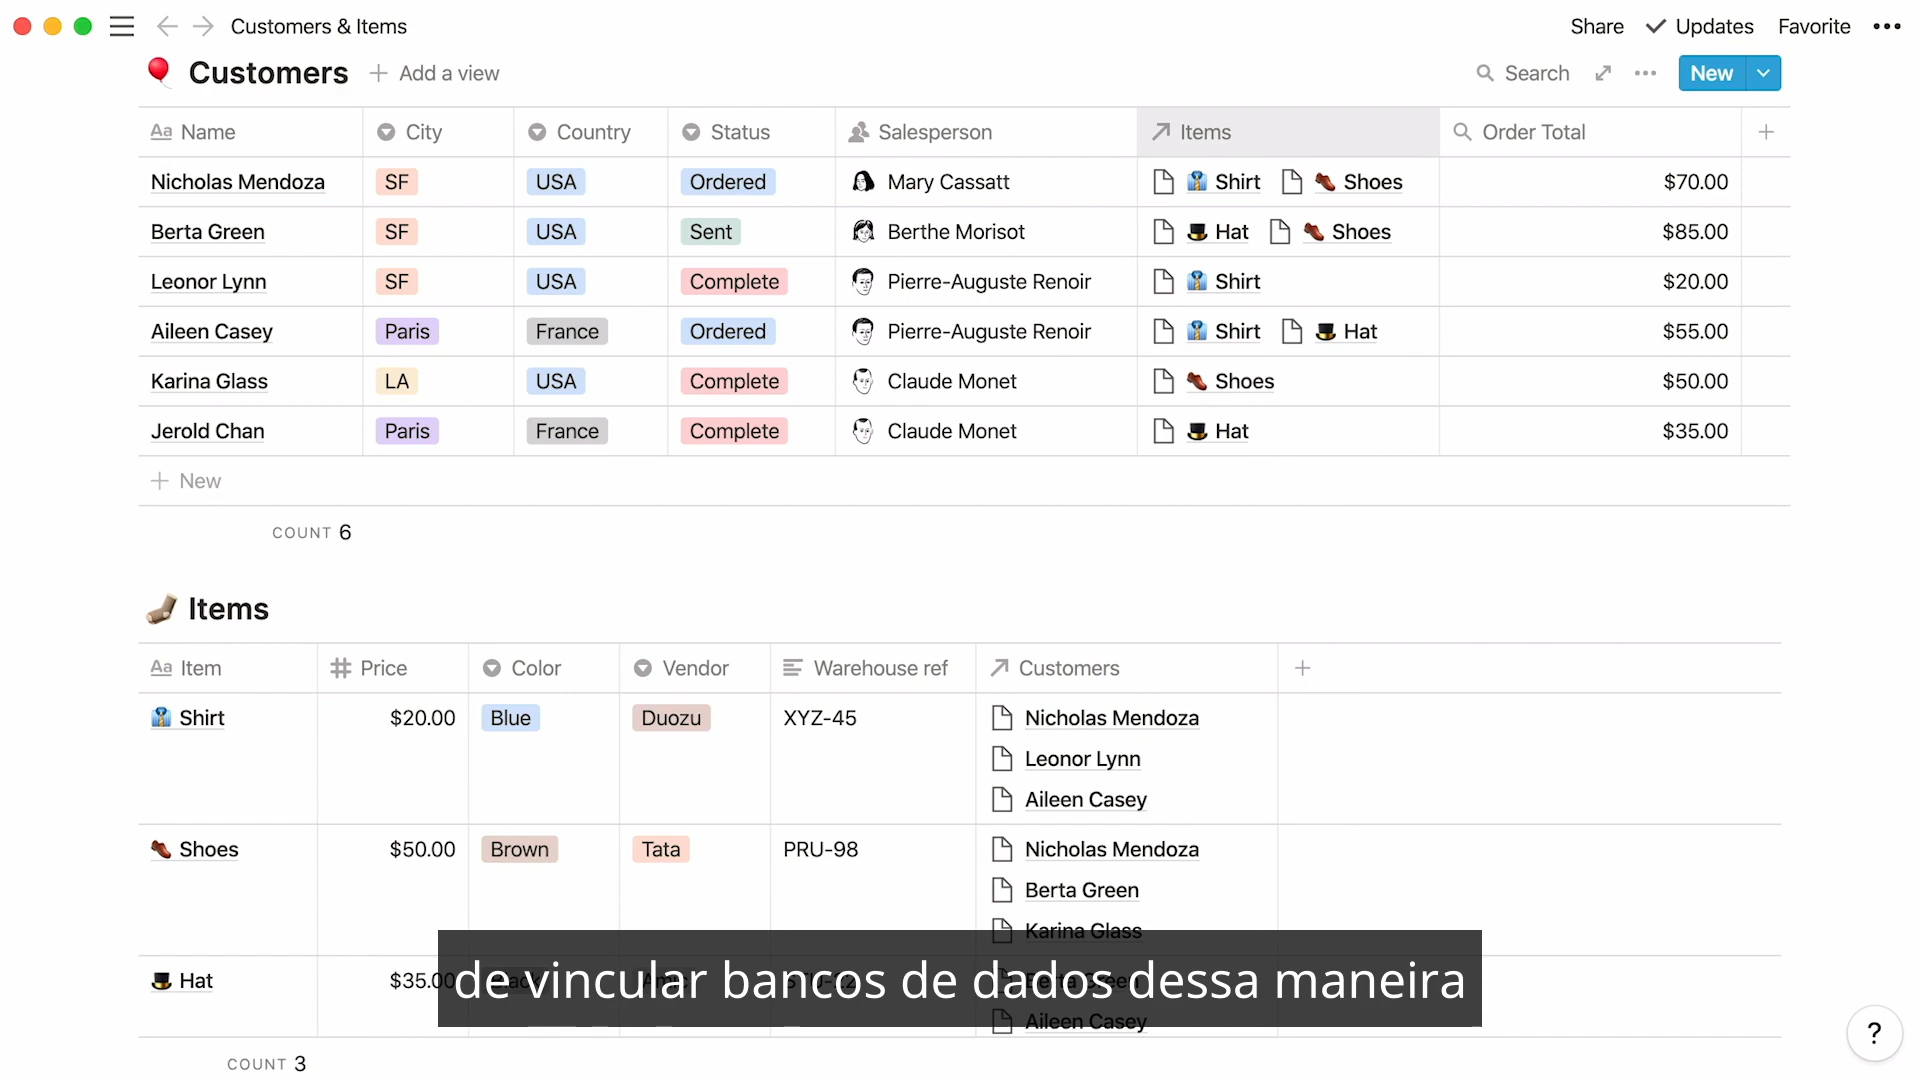 Customers & Items
Share Updates Favorite
Customers Add a view
Search New
Aa Name City Country Status Salesperson Items Order Total
Nicholas Mendoza SF USA Ordered Mary Cassatt Shirt Shoes $70.00
Berta Green SF USA Sent Berthe Morisot Hat Shoes $85.00
Leonor Lynn SF USA Complete Pierre-Auguste Renoir Shirt $20.00
Aileen Casey Paris France Ordered Pierre-Auguste Renoir Shirt Hat $55.00
Karina Glass LA USA Complete Claude Monet Shoes $50.00
Jerold Chan Paris France Complete Claude Monet Hat $35.00
New
COUNT 6
Items
Aa Item Price Color Vendor Warehouse ref Customers
Shirt $20.00 Blue Duozu XYZ-45 Nicholas Mendoza
Leonor Lynn
Aileen Casey
Shoes $50.00 Brown Tata PRU-98 Nicholas Mendoza
Berta Green
Karina Glass
Hat $35.00
de vincular bancos de dados dessa maneira
Aileen Casey
COUNT 3
?